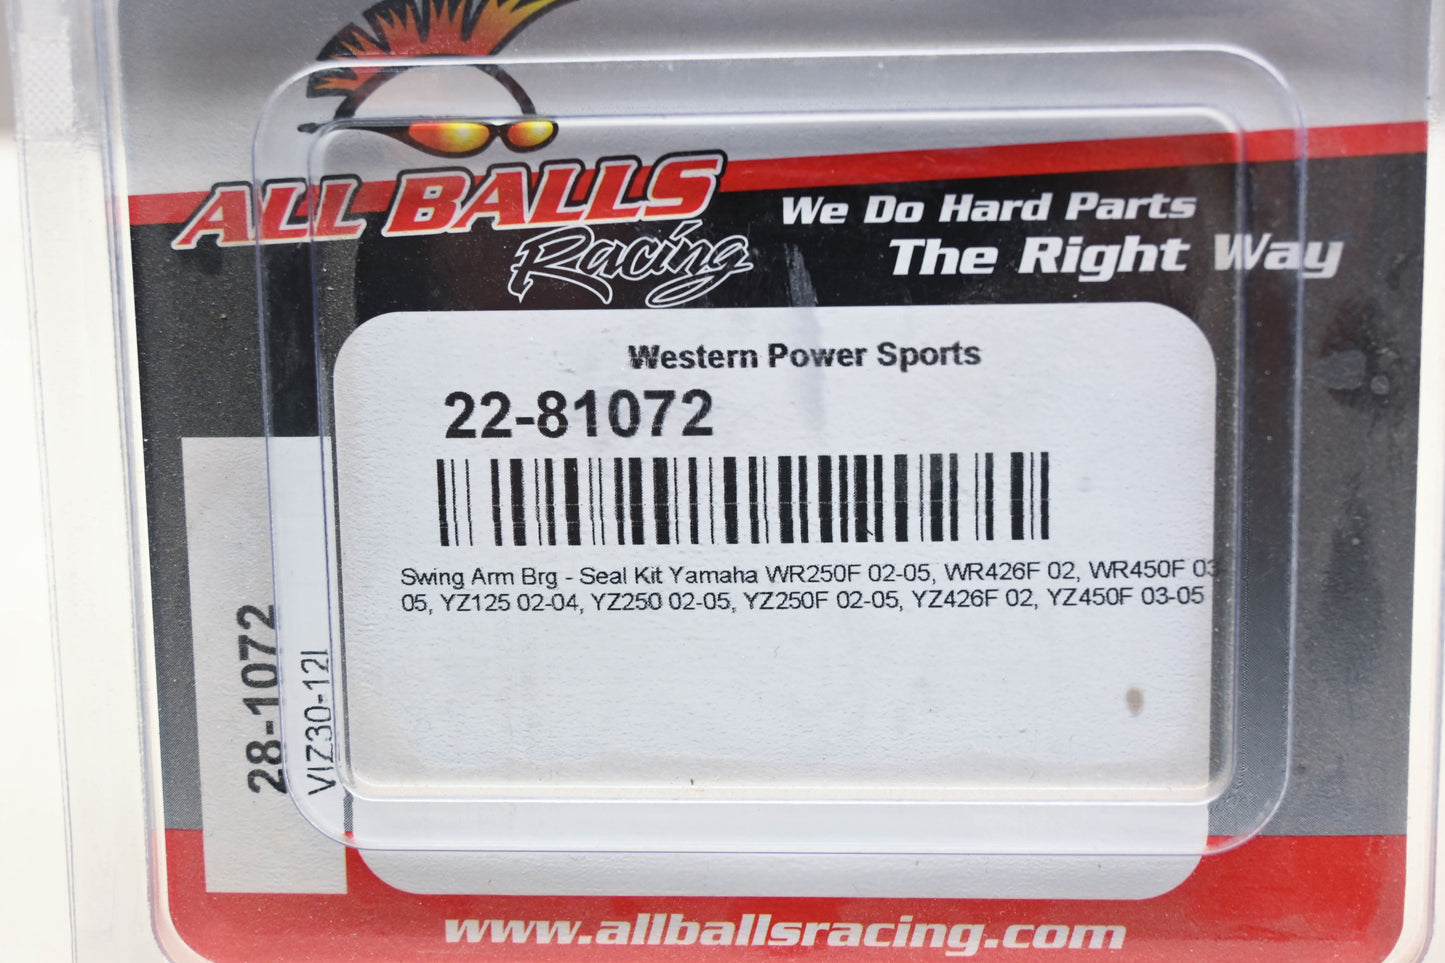 ALL BALLS
Racing
We Do Hard Parts
The Right Way
Western Power Sports
22-81072
Swing Arm Brg - Seal Kit Yamaha WR250F 02-05, WR426F 02, WR450F 03
05, YZ125 02-04, YZ250 02-05, YZ250F 02-05, YZ426F 02, YZ450F 03-05
28-1072
VIZ30-12I
www.allballsracing.com